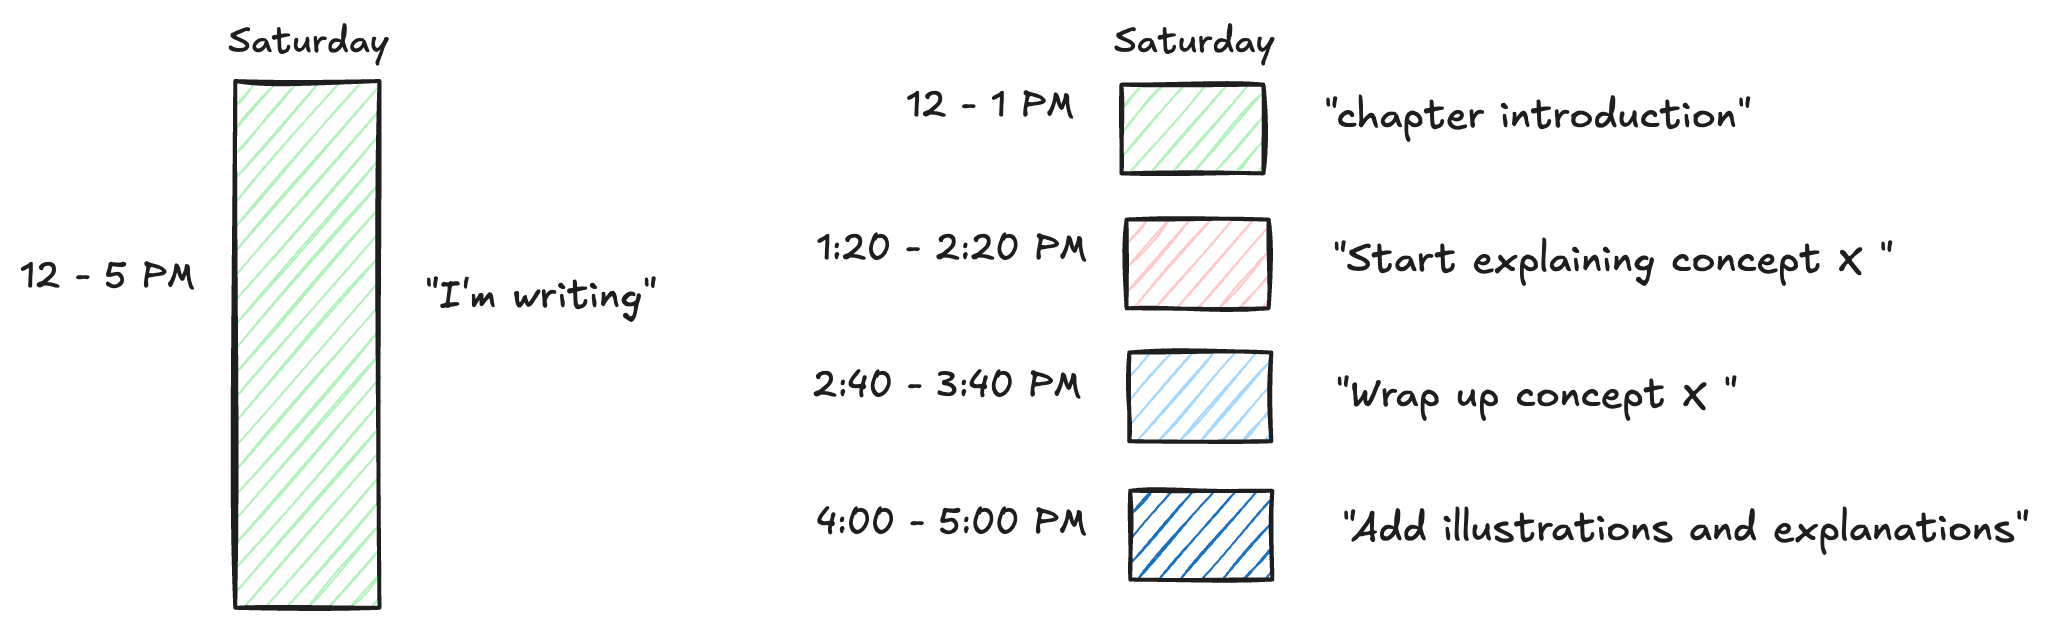 Saturday
12 - 5 PM
"I'm writing"
Saturday
12 - 1 PM
"chapter introduction"
1:20 - 2:20 PM
"Start explaining concept X "
2:40 - 3:40 PM
"Wrap up concept X "
4:00 - 5:00 PM
"Add illustrations and explanations"